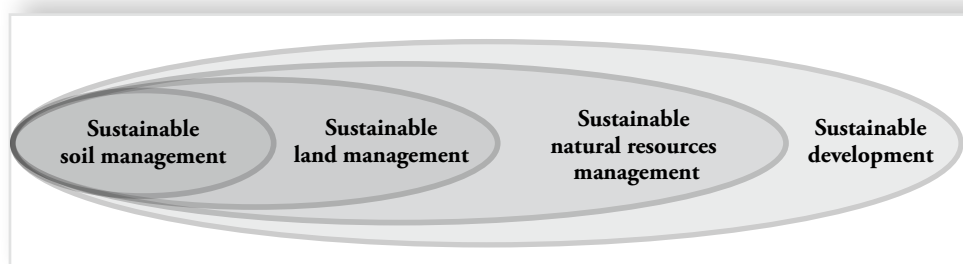 Sustainable
soil management
Sustainable
land management
Sustainable
natural resources
management
Sustainable
development